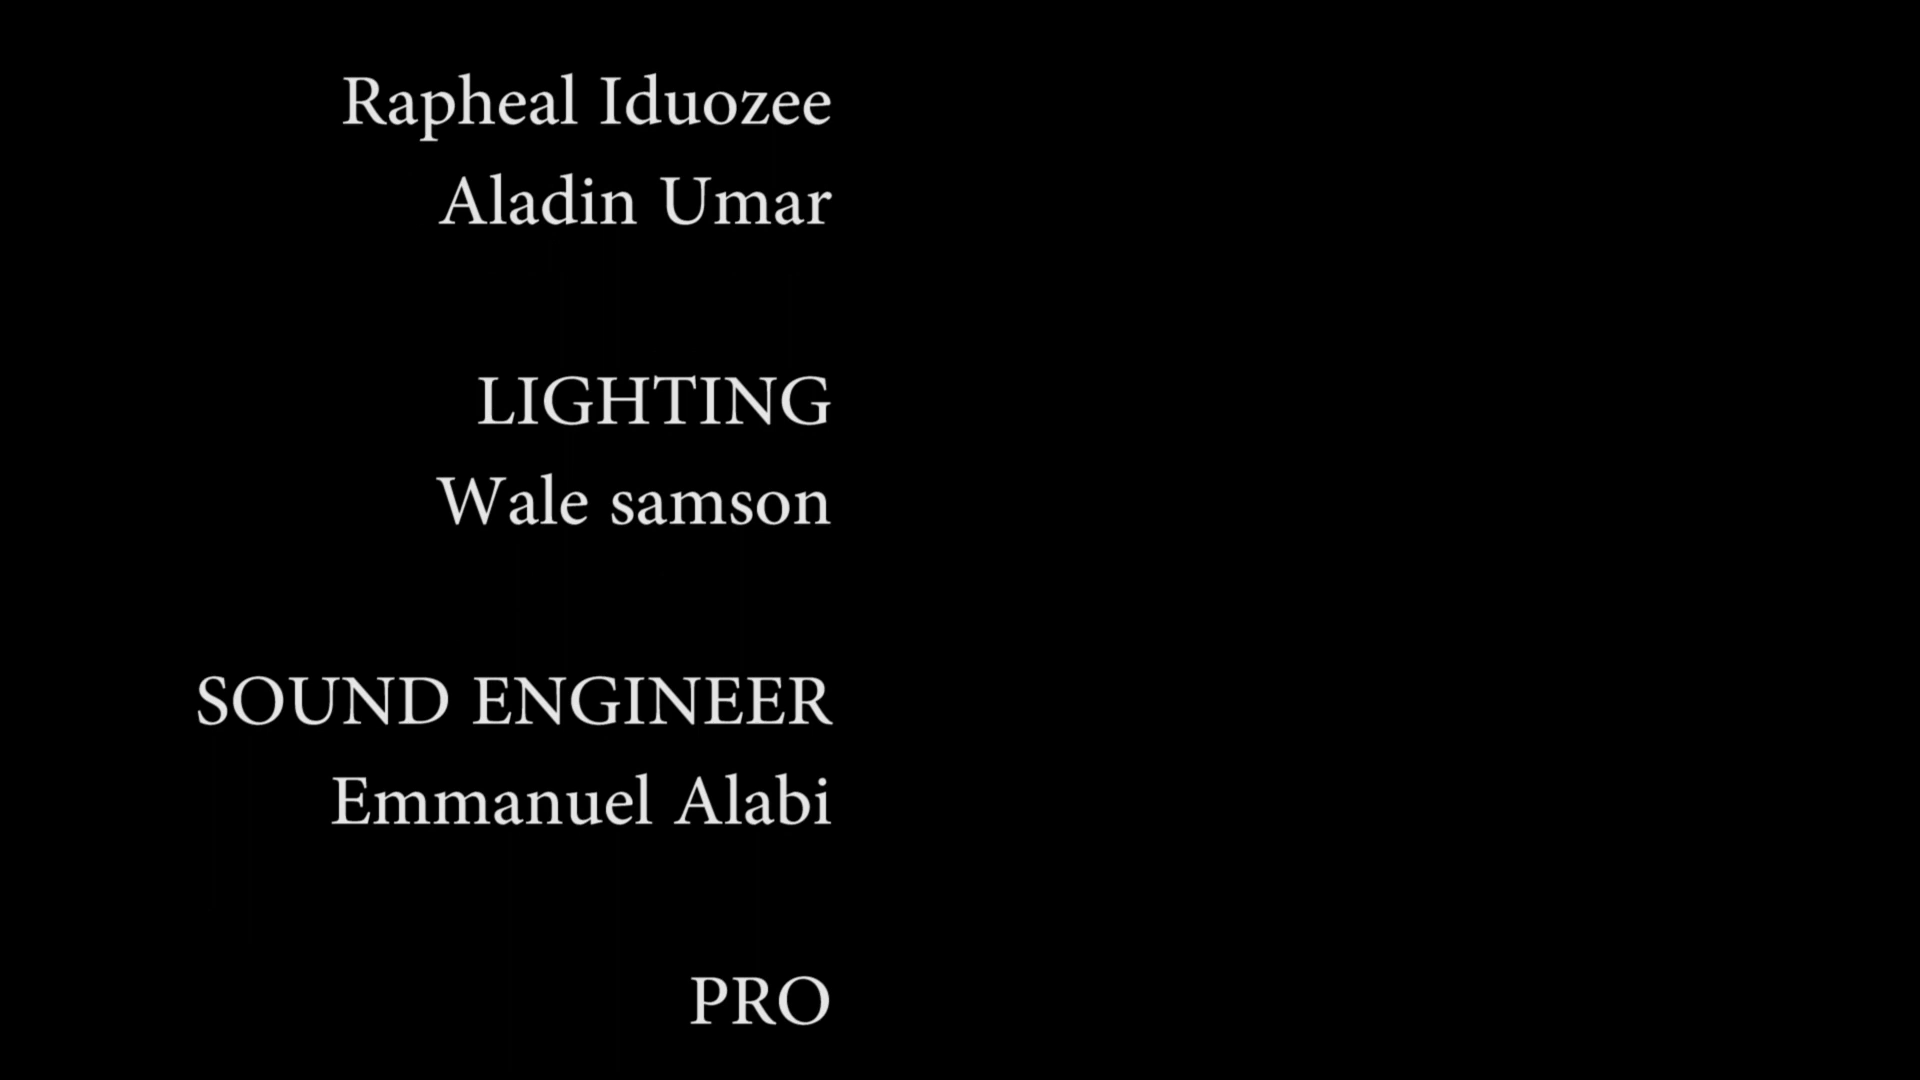 Rapheal Iduozee
Aladin Umar
LIGHTING
Wale samson
SOUND ENGINEER
Emmanuel Alabi
PRO